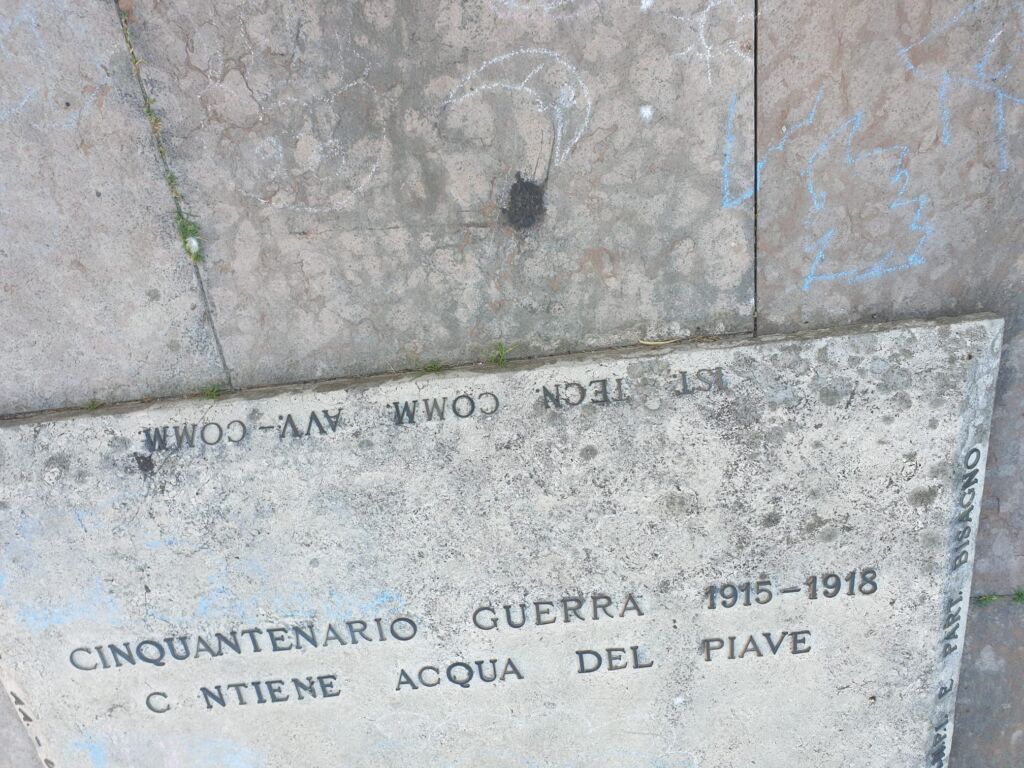 IST. TECN. COMM. AVV.-COMM.
CINQUANTENARIO GUERRA 1915-1918
C NTIENE ACQUA DEL PIAVE
PART. BISAGNO